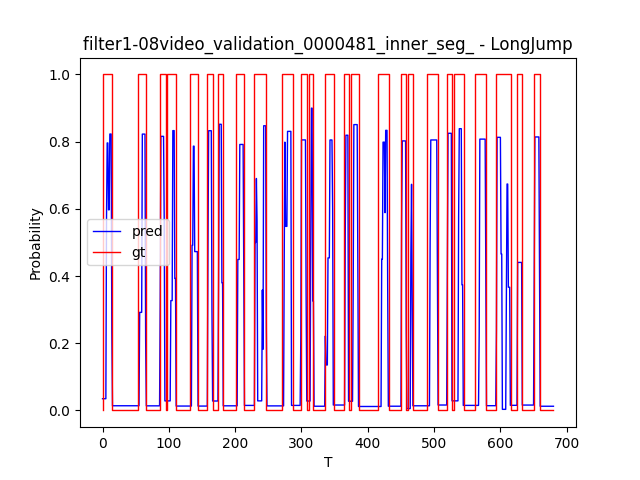 filter1-08video_validation_0000481_inner_seg_ - LongJump
1.0
0.8
0.6
0.4
0.2
0.0
Probability
pred
gt
0 100 200 300 400 500 600 700
T